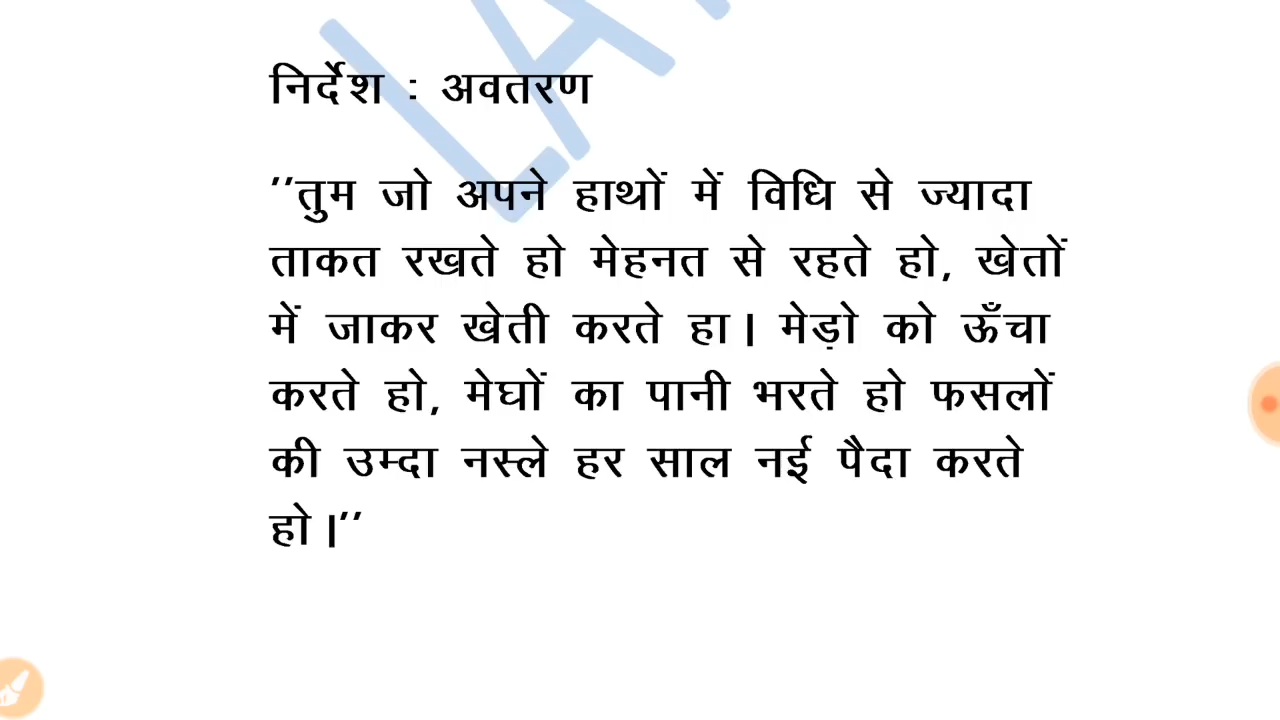 निर्देश : अवतरण
’’तुम जो अपने हाथों में विधि से ज्यादा
ताकत रखते हो मेहनत से रहते हो, खेतों
में जाकर खेती करते हा। मेड़ो को ऊँचा
करते हो, मेघों का पानी भरते हो फसलों
की उम्दा नस्ले हर साल नई पैदा करते
हो।’’